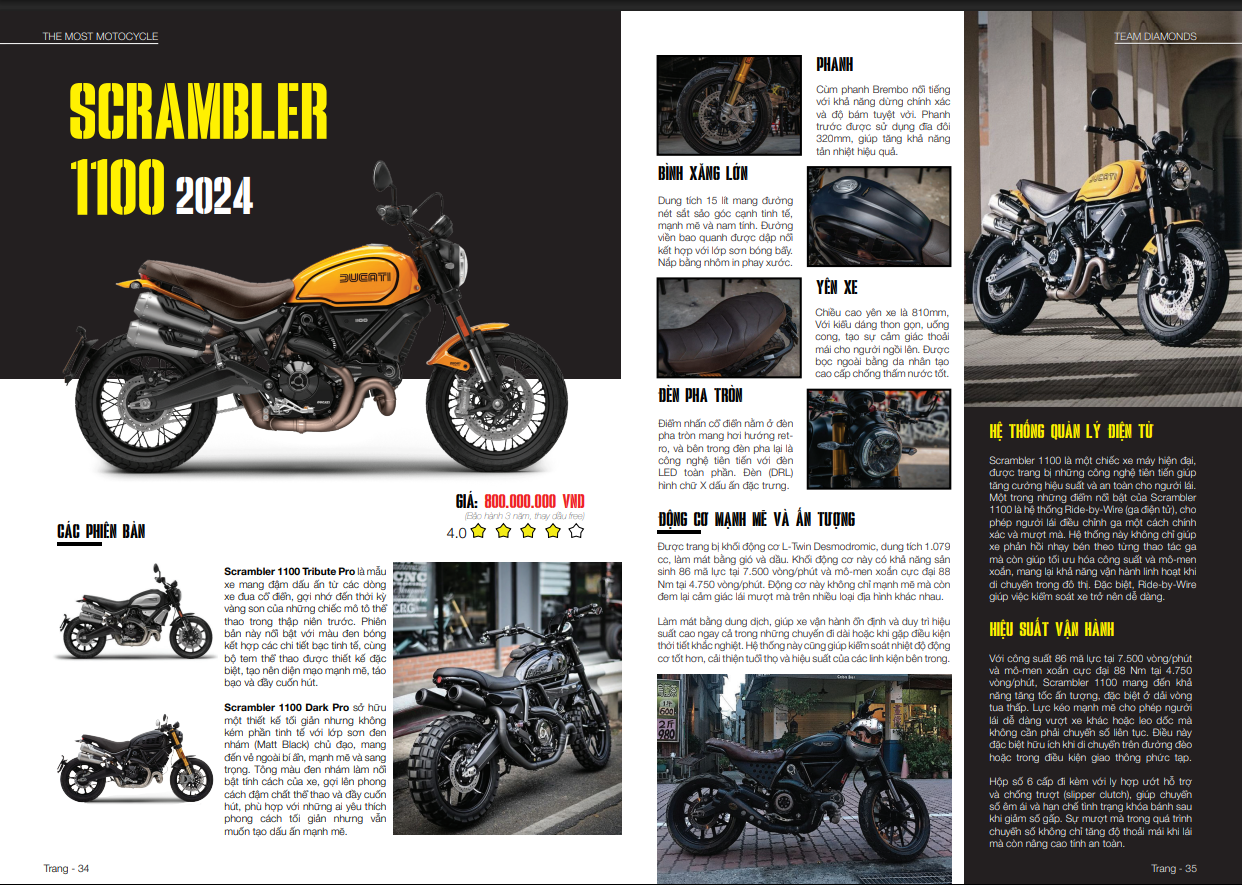 THE MOST MOTOCYCLE
SCRAMBLER
1100 2024
DUCATI
1100
GIÁ: 800.000.000 VND
(Bảo hành 3 năm, thay dầu free)
4.0
CÁC PHIÊN BẢN
Scrambler 1100 Tribute Pro là mẫu
xe mang đậm dấu ấn từ các dòng
xe đua cổ điển, gợi nhớ đến thời kỳ
vàng son của những chiếc mô tô thể
thao trong thập niên trước. Phiên
bản này nổi bật với màu đen bóng
kết hợp các chi tiết bạc tinh tế, cùng
bộ tem thể thao được thiết kế đặc
biệt, tạo nên diện mạo mạnh mẽ, táo
bạo và đầy cuốn hút.
Scrambler 1100 Dark Pro sở hữu
một thiết kế tối giản nhưng không
kém phần tinh tế với lớp sơn đen
nhám (Matt Black) chủ đạo, mang
đến vẻ ngoài bí ẩn, mạnh mẽ và sang
trọng. Tông màu đen nhám làm nổi
bật tính cách của xe, gợi lên phong
cách đậm chất thể thao và đầy cuốn
hút, phù hợp với những ai yêu thích
phong cách tối giản nhưng vẫn
muốn tạo dấu ấn mạnh mẽ.
CNC
CRG
Trang - 34
PHANH
Cùm phanh Brembo nổi tiếng
với khả năng dừng chính xác
và độ bám tuyệt vời. Phanh
trước được sử dụng đĩa đôi
320mm, giúp tăng khả năng
tản nhiệt hiệu quả.
BÌNH XĂNG LỚN
Dung tích 15 lít mang đường
nét sắt sảo góc cạnh tinh tế,
mạnh mẽ và nam tính. Đường
viền bao quanh được dập nổi
kết hợp với lớp sơn bóng bẩy.
Nắp bằng nhôm in phay xước.
YÊN XE
Chiều cao yên xe là 810mm,
Với kiểu dáng thon gọn, uống
cong, tạo sự cảm giác thoải
mái cho người ngồi lên. Được
bọc ngoài bằng da nhân tạo
cao cấp chống thấm nước tốt.
ĐÈN PHA TRÒN
Điểm nhấn cổ điển nằm ở đèn
pha tròn mang hơi hướng ret-
ro, và bên trong đèn pha lại là
công nghệ tiên tiến với đèn
LED toàn phần. Đèn (DRL)
hình chữ X dấu ấn đặc trưng.
ĐỘNG CƠ MẠNH MẼ VÀ ẤN TƯỢNG
Được trang bị khối động cơ L-Twin Desmodromic, dung tích 1.079
cc, làm mát bằng gió và dầu. Khối động cơ này có khả năng sản
sinh 86 mã lực tại 7.500 vòng/phút và mô-men xoắn cực đại 88
Nm tại 4.750 vòng/phút. Động cơ này không chỉ mạnh mẽ mà còn
đem lại cảm giác lái mượt mà trên nhiều loại địa hình khác nhau.
Làm mát bằng dung dịch, giúp xe vận hành ổn định và duy trì hiệu
suất cao ngay cả trong những chuyến đi dài hoặc khi gặp điều kiện
thời tiết khắc nghiệt. Hệ thống này cũng giúp kiểm soát nhiệt độ động
cơ tốt hơn, cải thiện tuổi thọ và hiệu suất của các linh kiện bên trong.
600
2斤
980
TEAM DIAMONDS
DUCATI
HỆ THỐNG QUẢN LÝ ĐIỆN TỬ
Scrambler 1100 là một chiếc xe máy hiện đại,
được trang bị những công nghệ tiên tiến giúp
tăng cường hiệu suất và an toàn cho người lái.
Một trong những điểm nổi bật của Scrambler
1100 là hệ thống Ride-by-Wire (ga điện tử), cho
phép người lái điều chỉnh ga một cách chính
xác và mượt mà. Hệ thống này không chỉ giúp
xe phản hồi nhạy bén theo từng thao tác ga
mà còn giúp tối ưu hóa công suất và mô-men
xoắn, mang lại khả năng vận hành linh hoạt khi
di chuyển trong đô thị. Đặc biệt, Ride-by-Wire
giúp việc kiểm soát xe trở nên dễ dàng.
HIỆU SUẤT VẬN HÀNH
Với công suất 86 mã lực tại 7.500 vòng/phút
và mô-men xoắn cực đại 88 Nm tại 4.750
vòng/phút, Scrambler 1100 mang đến khả
năng tăng tốc ấn tượng, đặc biệt ở dải vòng
tua thấp. Lực kéo mạnh mẽ cho phép người
lái dễ dàng vượt xe khác hoặc leo dốc mà
không cần phải chuyển số liên tục. Điều này
đặc biệt hữu ích khi di chuyển trên đường đèo
hoặc trong điều kiện giao thông phức tạp.
Hộp số 6 cấp đi kèm với ly hợp ướt hỗ trợ
và chống trượt (slipper clutch), giúp chuyển
số êm ái và hạn chế tình trạng khóa bánh sau
khi giảm số gấp. Sự mượt mà trong quá trình
chuyển số không chỉ tăng độ thoải mái khi lái
mà còn nâng cao tính an toàn.
Trang - 35